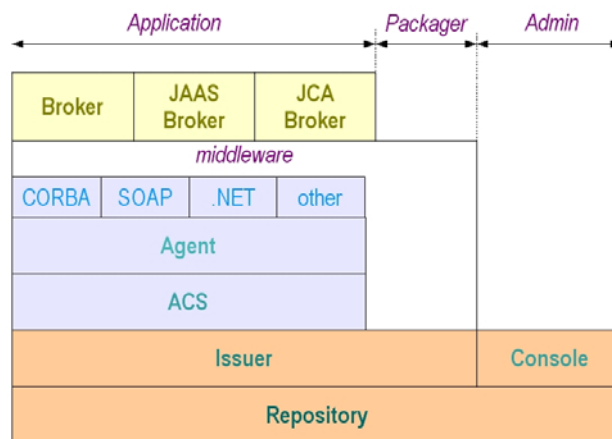 Application Packager Admin
Broker JAAS Broker JCA Broker
middleware
CORBA SOAP .NET other
Agent
ACS
Issuer Console
Repository